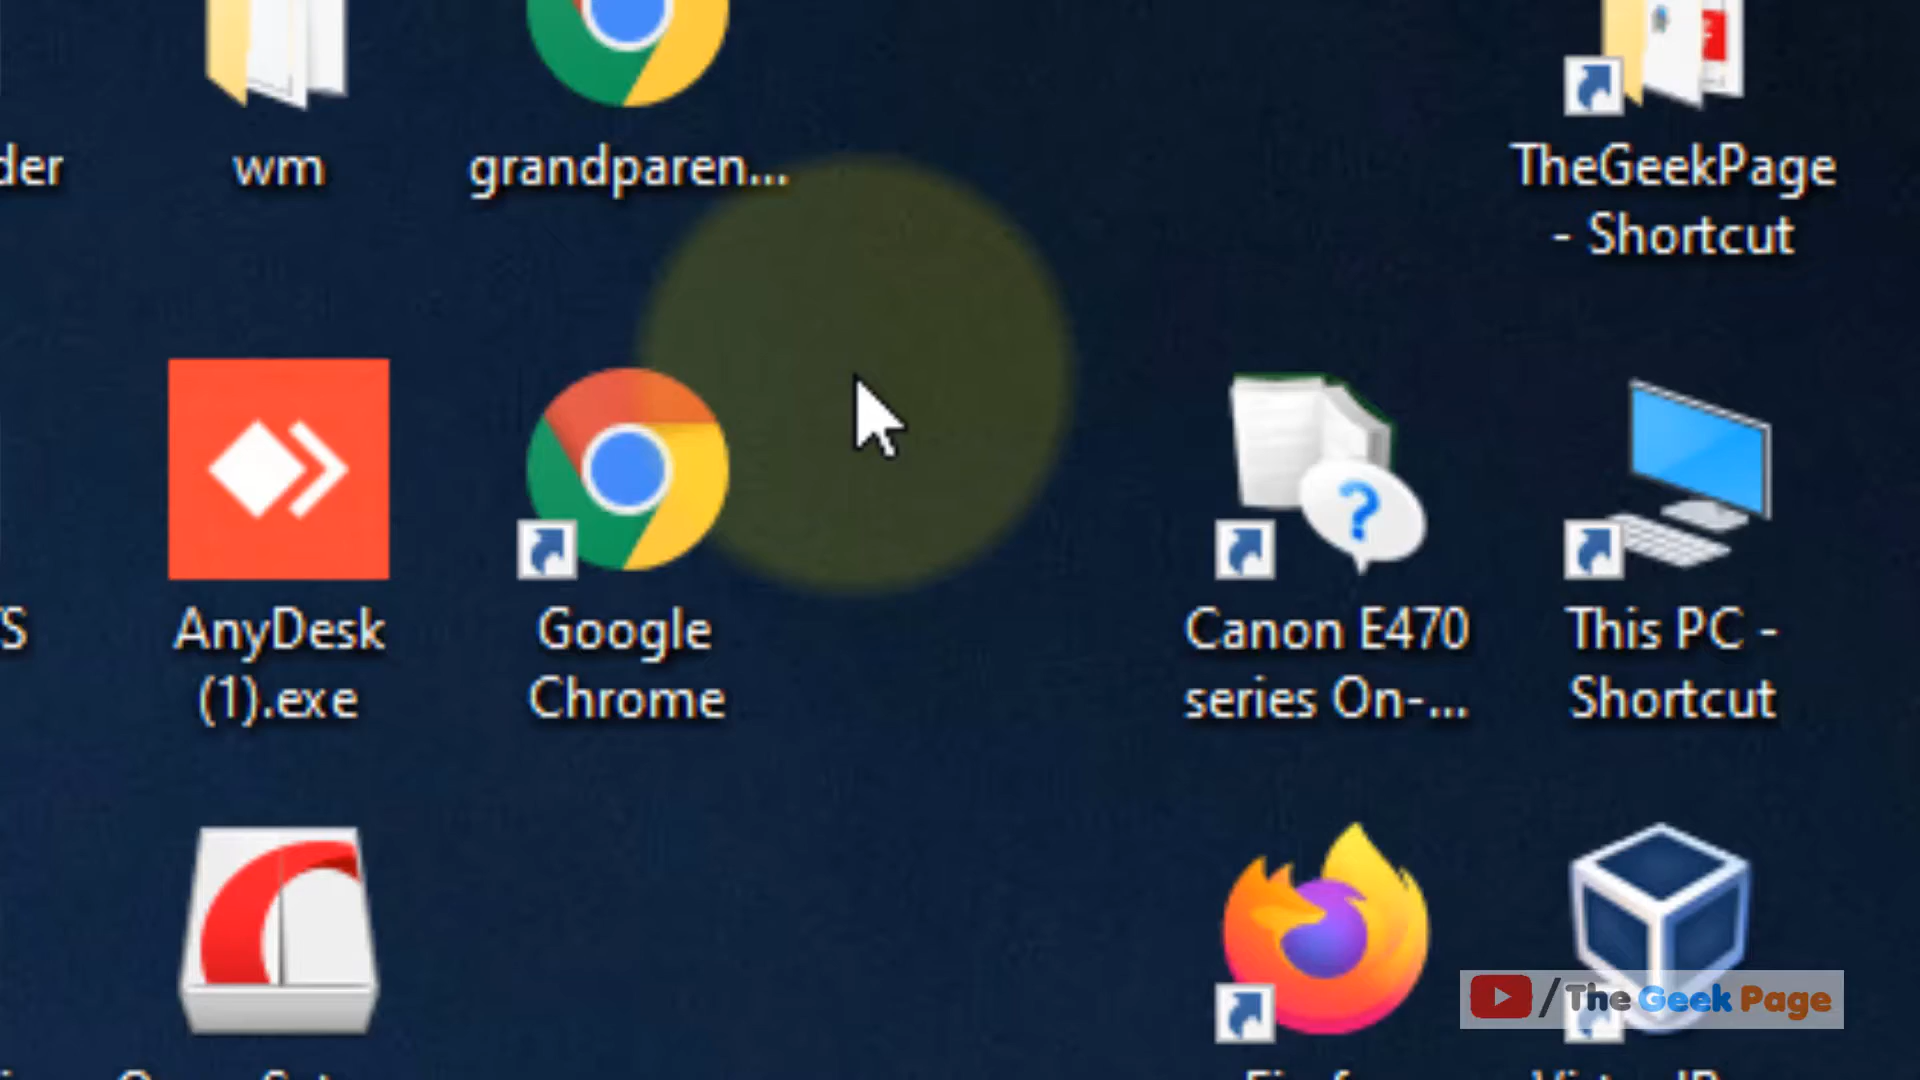 der
wm
grandparen...
TheGeekPage
- Shortcut
S
AnyDesk
(1).exe
Google
Chrome
?
Canon E470
series On-...
This PC -
Shortcut
/The Geek Page